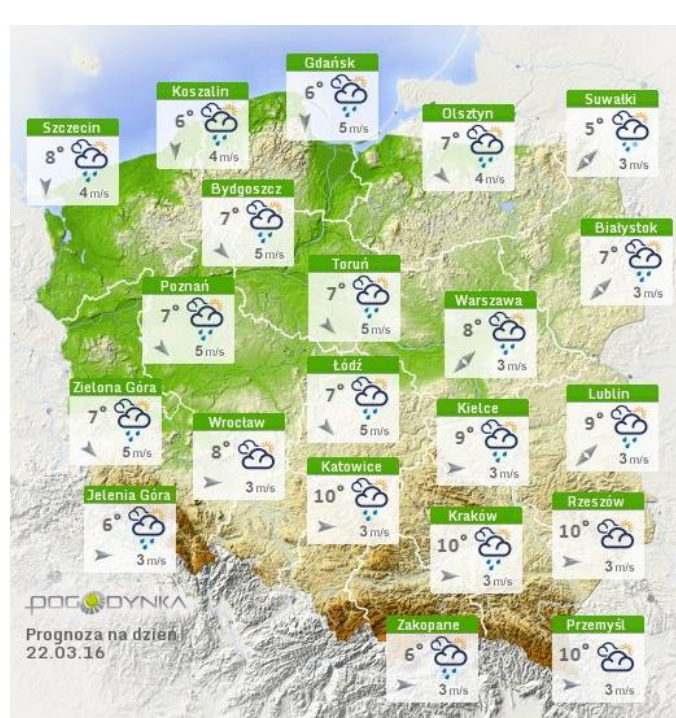 Gdańsk
6°
5 m/s
Koszalin
6°
4 m/s
Suwałki
5°
3 m/s
Olsztyn
7°
4 m/s
Szczecin
8°
4 m/s
Bydgoszcz
7°
5 m/s
Białystok
7°
3 m/s
Toruń
7°
5 m/s
Poznań
7°
5 m/s
Warszawa
8°
3 m/s
Łódź
7°
5 m/s
Zielona Góra
7°
5 m/s
Lublin
9°
3 m/s
Kielce
9°
3 m/s
Wrocław
8°
3 m/s
Katowice
10°
3 m/s
Jelenia Góra
6°
3 m/s
Rzeszów
10°
3 m/s
Kraków
10°
3 m/s
POGODYNKA
Prognoza na dzień
22.03.16
Zakopane
6°
3 m/s
Przemyśl
10°
3 m/s